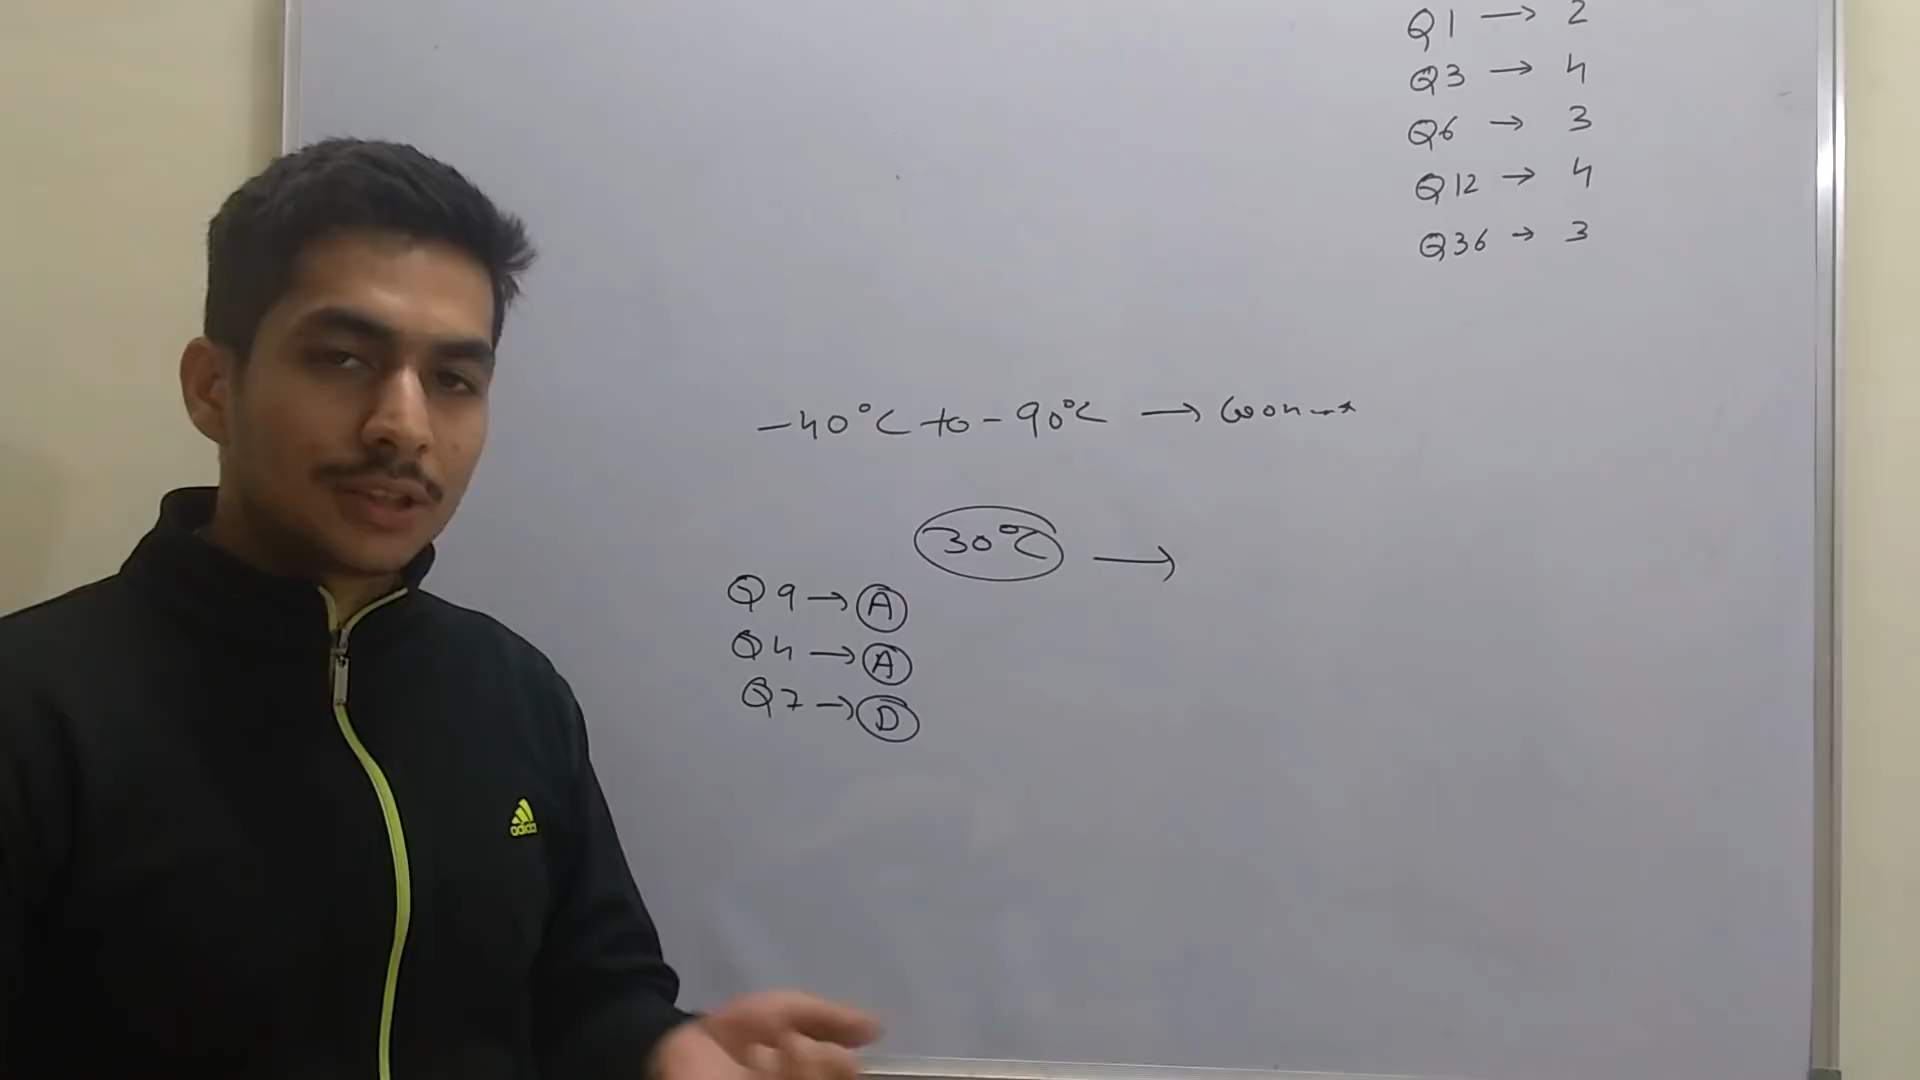 Q1 → 2
Q3 → 4
Q6 → 3
Q12 → 4
Q36 → 3
-40°C to -90°C →
30°C →
Q9 → A
Q4 → A
Q7 → D
adidas